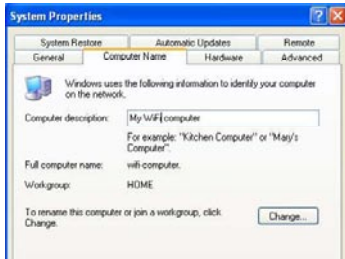 System Properties
System Restore Automatic Updates Remote
General Computer Name Hardware Advanced
Windows uses the following information to identify your computer
on the network.
Computer description: My WiFi computer
For example: "Kitchen Computer" or "Mary's
Computer".
Full computer name: wifi-computer.
Workgroup: HOME
To rename this computer or join a workgroup, click
Change.
Change...